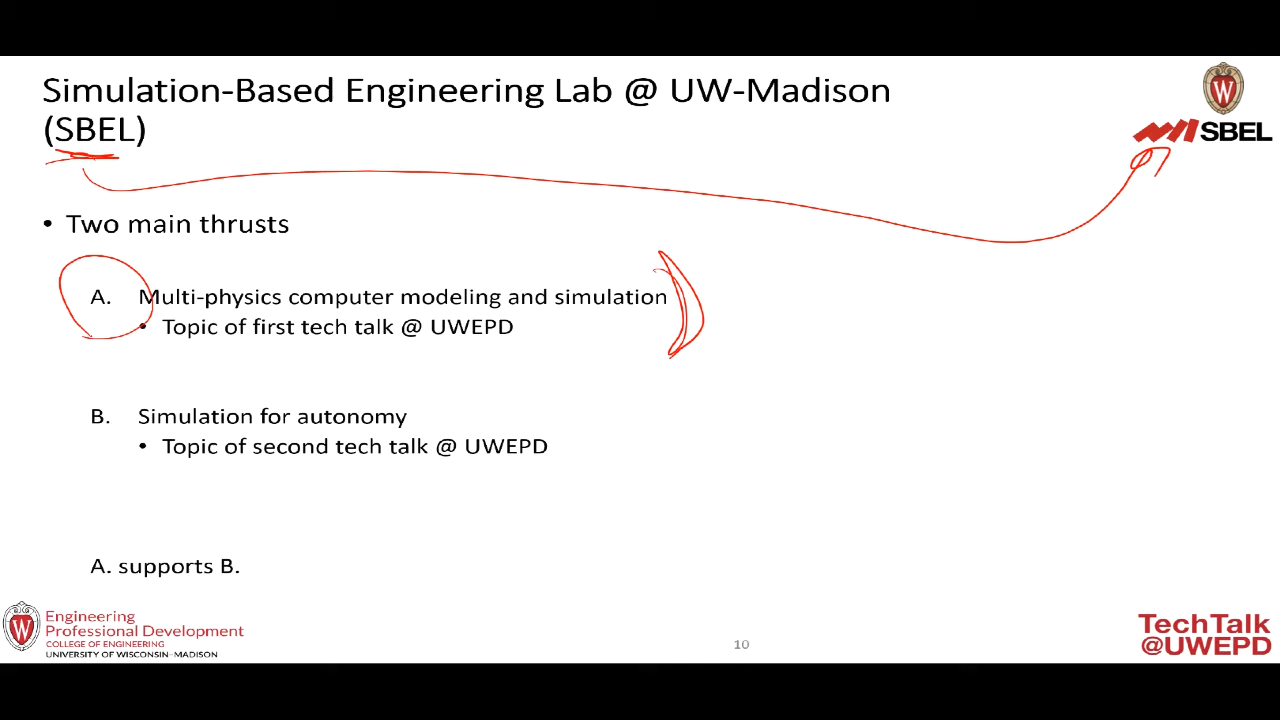 Simulation-Based Engineering Lab @ UW-Madison
(SBEL)
W
SBEL
• Two main thrusts
A. Multi-physics computer modeling and simulation
• Topic of first tech talk @ UWEPD
B. Simulation for autonomy
• Topic of second tech talk @ UWEPD
A. supports B.
W
Engineering
Professional Development
COLLEGE OF ENGINEERING
UNIVERSITY OF WISCONSIN–MADISON
10
TechTalk
@UWEPD